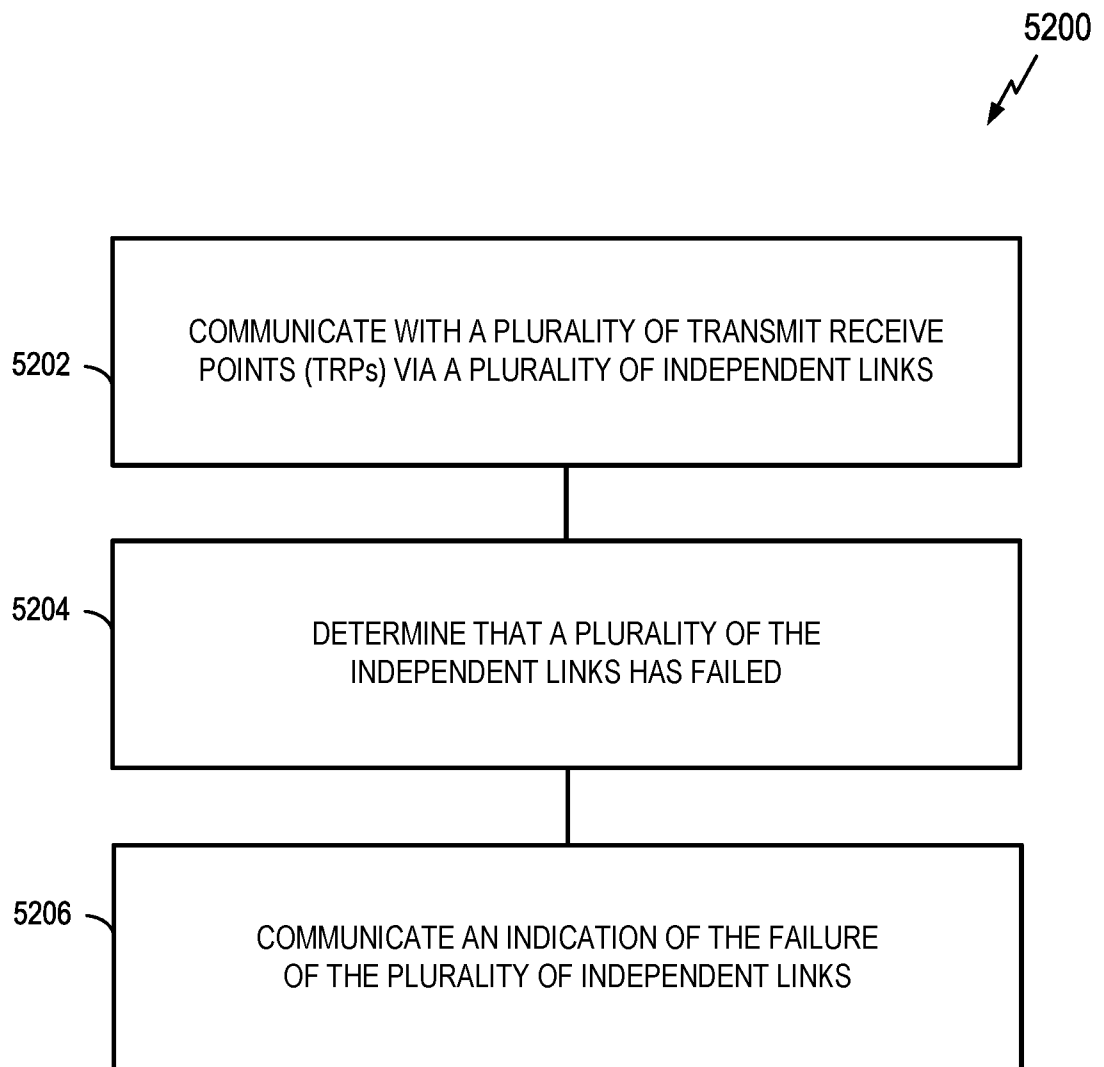 5200
5202
COMMUNICATE WITH A PLURALITY OF TRANSMIT RECEIVE
POINTS (TRPs) VIA A PLURALITY OF INDEPENDENT LINKS
5204
DETERMINE THAT A PLURALITY OF THE
INDEPENDENT LINKS HAS FAILED
5206
COMMUNICATE AN INDICATION OF THE FAILURE
OF THE PLURALITY OF INDEPENDENT LINKS